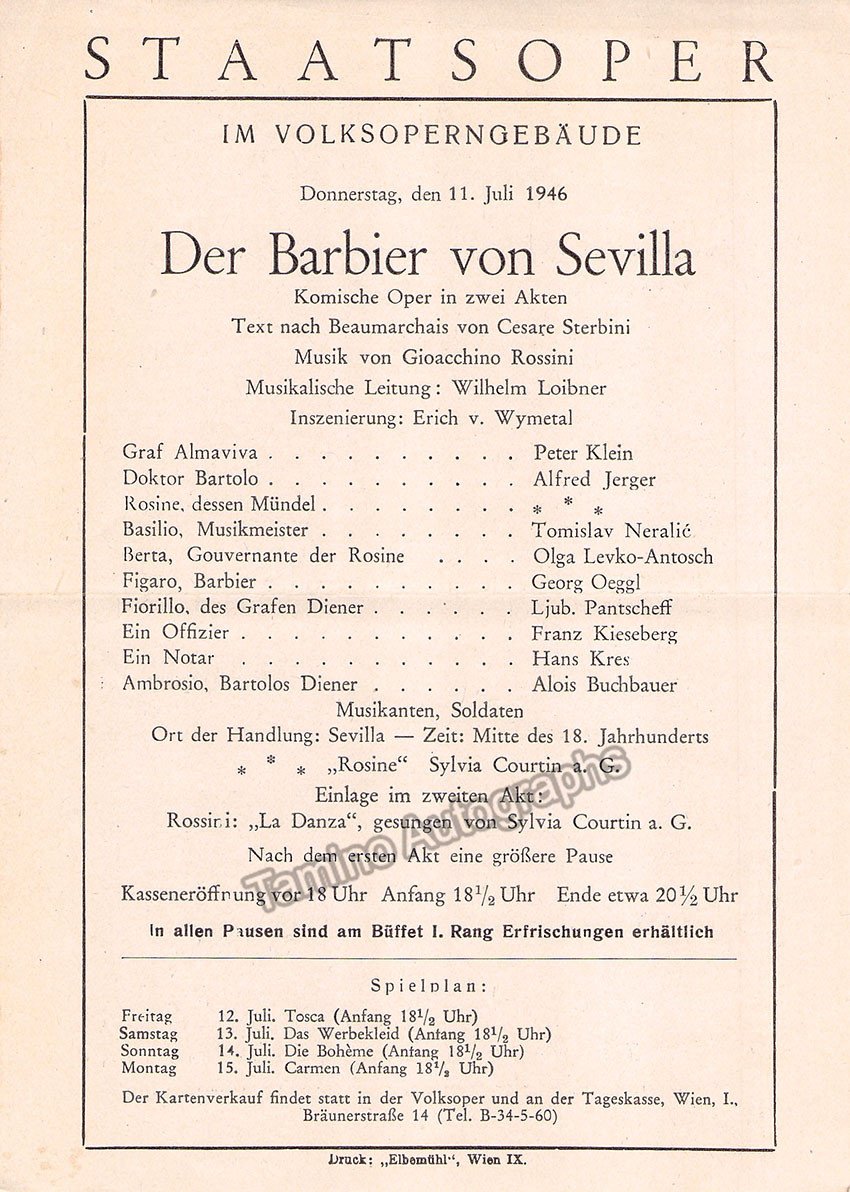 STAATSOPER
IM VOLKSOPERNGEBÄUDE
Donnerstag, den 11. Juli 1946
Der Barbier von Sevilla
Komische Oper in zwei Akten
Text nach Beaumarchais von Cesare Sterbini
Musik von Gioacchino Rossini
Musikalische Leitung: Wilhelm Loibner
Inszenierung: Erich v. Wymetal
Graf Almaviva . . . . . . . . . . Peter Klein
Doktor Bartolo . . . . . . . . . . Alfred Jerger
Rosine, dessen Mündel . . . . . . . . * * *
Basilio, Musikmeister . . . . . . . . Tomislav Neralić
Berta, Gouvernante der Rosine . . . . Olga Levko-Antosch
Figaro, Barbier . . . . . . . . . . Georg Oeggl
Fiorillo, des Grafen Diener . . . . . . Ljub. Pantscheff
Ein Offizier . . . . . . . . . . . Franz Kieseberg
Ein Notar . . . . . . . . . . . Hans Kres
Ambrosio, Bartolos Diener . . . . . . Alois Buchbauer
Musikanten, Soldaten
Ort der Handlung: Sevilla — Zeit: Mitte des 18. Jahrhunderts
* * * „Rosine“ Sylvia Courtin a. G.
Einlage im zweiten Akt:
Rossini: „La Danza“, gesungen von Sylvia Courtin a. G.
Nach dem ersten Akt eine größere Pause
Kasseneröffnung vor 18 Uhr Anfang 18½ Uhr Ende etwa 20½ Uhr
In allen Pausen sind am Büffet I. Rang Erfrischungen erhältlich
Spielplan:
Freitag 12. Juli. Tosca (Anfang 18½ Uhr)
Samstag 13. Juli. Das Werbekleid (Anfang 18½ Uhr)
Sonntag 14. Juli. Die Bohème (Anfang 18½ Uhr)
Montag 15. Juli. Carmen (Anfang 18½ Uhr)
Der Kartenverkauf findet statt in der Volksoper und an der Tageskasse, Wien, I.,
Bräunerstraße 14 (Tel. B-34-5-60)
Druck: „Elbemühl“, Wien IX.
Tamino Autographs